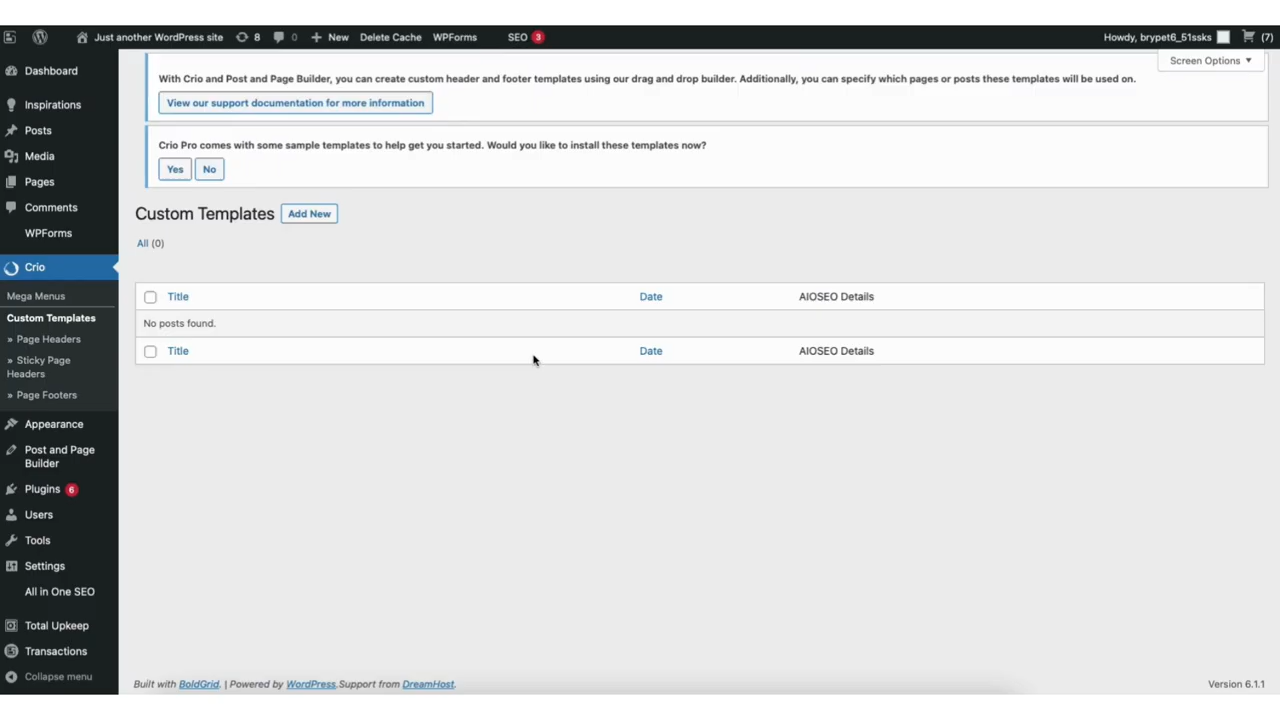 Just another WordPress site 8 0 New Delete Cache WPForms SEO 3 Howdy, brypet6_51ssks (7)
Screen Options
Dashboard
Inspirations
Posts
Media
Pages
Comments
WPForms
Crio
Mega Menus
Custom Templates
» Page Headers
» Sticky Page
Headers
» Page Footers
Appearance
Post and Page
Builder
Plugins 6
Users
Tools
Settings
All in One SEO
Total Upkeep
Transactions
Collapse menu
With Crio and Post and Page Builder, you can create custom header and footer templates using our drag and drop builder. Additionally, you can specify which pages or posts these templates will be used on.
View our support documentation for more information
Crio Pro comes with some sample templates to help get you started. Would you like to install these templates now?
Yes No
Custom Templates Add New
All (0)
Title Date AIOSEO Details
No posts found.
Title Date AIOSEO Details
Built with BoldGrid. | Powered by WordPress.Support from DreamHost. Version 6.1.1